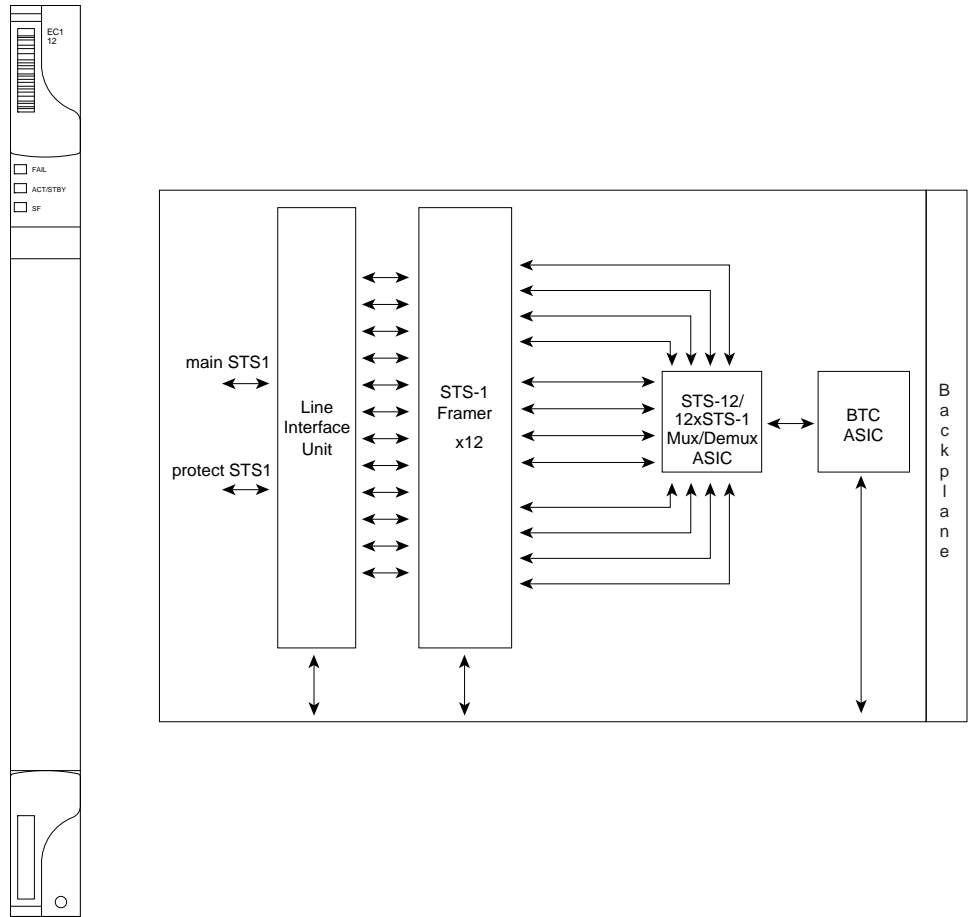 EC1
12
FAIL
ACT/STBY
SF
main STS1
protect STS1
Line
Interface
Unit
STS-1
Framer
x12
STS-12/
12xSTS-1
Mux/Demux
ASIC
BTC
ASIC
B
a
c
k
p
l
a
n
e